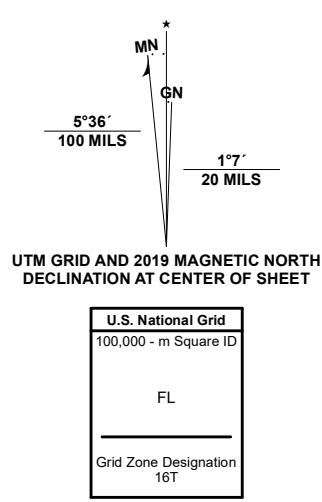 ★
MN
GN
5°36´
100 MILS
1°7´
20 MILS
UTM GRID AND 2019 MAGNETIC NORTH
DECLINATION AT CENTER OF SHEET
U.S. National Grid
100,000 - m Square ID
FL
Grid Zone Designation
16T